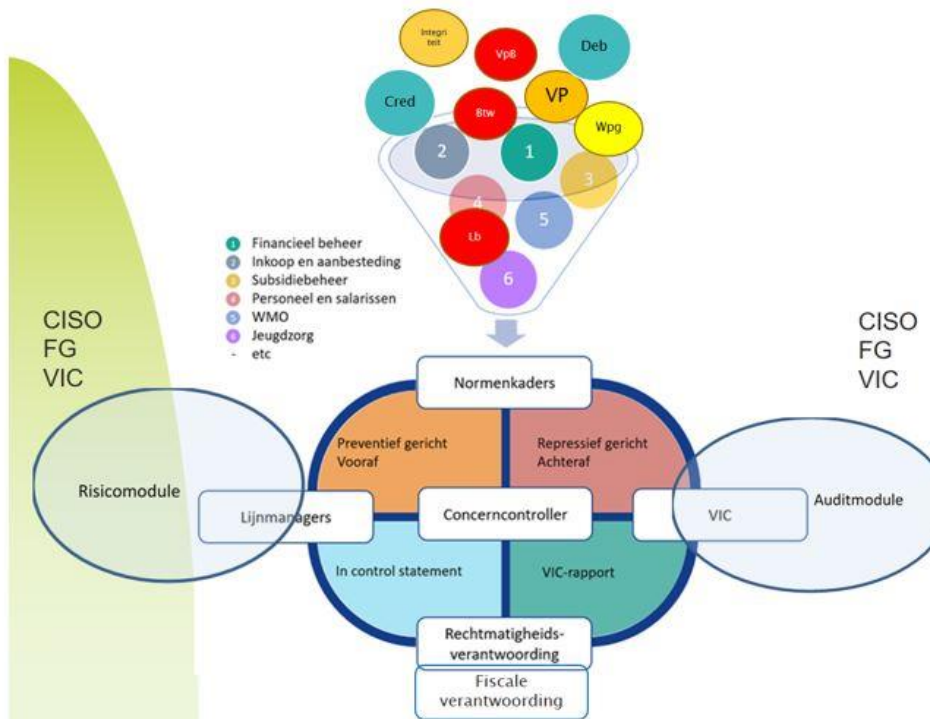 Integri
teit
VpB
Deb
Cred
VP
Btw
Wpg
2
1
3
4
5
Lb
6
1 Financieel beheer
2 Inkoop en aanbesteding
3 Subsidiebeheer
4 Personeel en salarissen
5 WMO
6 Jeugdzorg
- etc
CISO
FG
VIC
CISO
FG
VIC
Normenkaders
Preventief gericht
Vooraf
Repressief gericht
Achteraf
Risicomodule
Lijnmanagers
Concerncontroller
VIC
Auditmodule
In control statement
VIC-rapport
Rechtmatigheids-
verantwoording
Fiscale
verantwoording